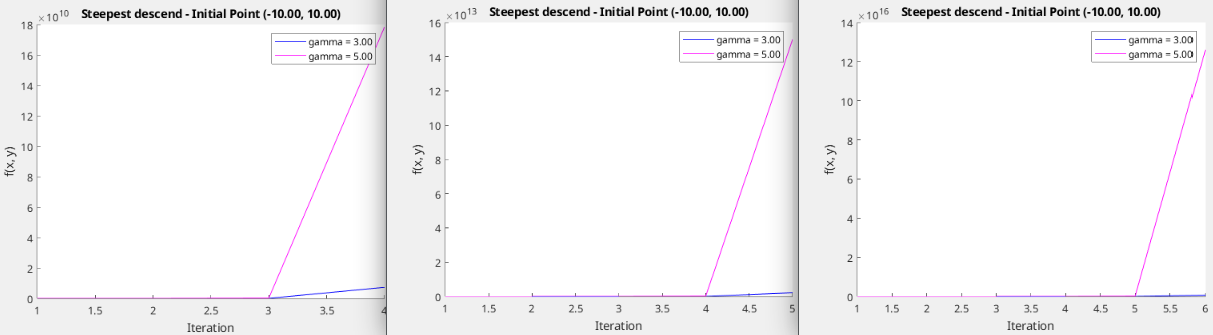 Steepest descend - Initial Point (-10.00, 10.00)
×10^10
18
16
14
12
10
8
6
4
2
0
f(x, y)
gamma = 3.00
gamma = 5.00
1 1.5 2 2.5 3 3.5 4
Iteration
Steepest descend - Initial Point (-10.00, 10.00)
×10^13
16
14
12
10
8
6
4
2
0
f(x, y)
gamma = 3.00
gamma = 5.00
1 1.5 2 2.5 3 3.5 4 4.5 5
Iteration
Steepest descend - Initial Point (-10.00, 10.00)
×10^16
14
12
10
8
6
4
2
0
f(x, y)
gamma = 3.00
gamma = 5.00
1 1.5 2 2.5 3 3.5 4 4.5 5 5.5 6
Iteration